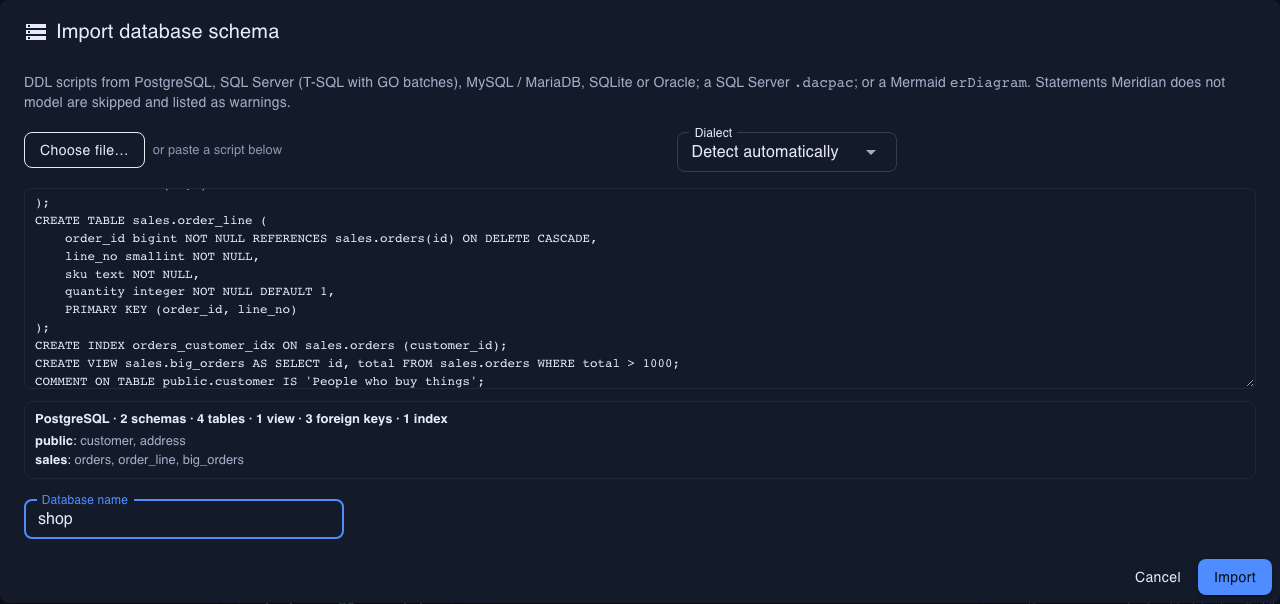 Import database schema
DDL scripts from PostgreSQL, SQL Server (T-SQL with GO batches), MySQL / MariaDB, SQLite or Oracle; a SQL Server .dacpac; or a Mermaid erDiagram. Statements Meridian does not
model are skipped and listed as warnings.
Choose file...
or paste a script below
Dialect
Detect automatically
);
CREATE TABLE sales.order_line (
    order_id bigint NOT NULL REFERENCES sales.orders(id) ON DELETE CASCADE,
    line_no smallint NOT NULL,
    sku text NOT NULL,
    quantity integer NOT NULL DEFAULT 1,
    PRIMARY KEY (order_id, line_no)
);
CREATE INDEX orders_customer_idx ON sales.orders (customer_id);
CREATE VIEW sales.big_orders AS SELECT id, total FROM sales.orders WHERE total > 1000;
COMMENT ON TABLE public.customer IS 'People who buy things';
PostgreSQL · 2 schemas · 4 tables · 1 view · 3 foreign keys · 1 index
public: customer, address
sales: orders, order_line, big_orders
Database name
shop
Cancel
Import